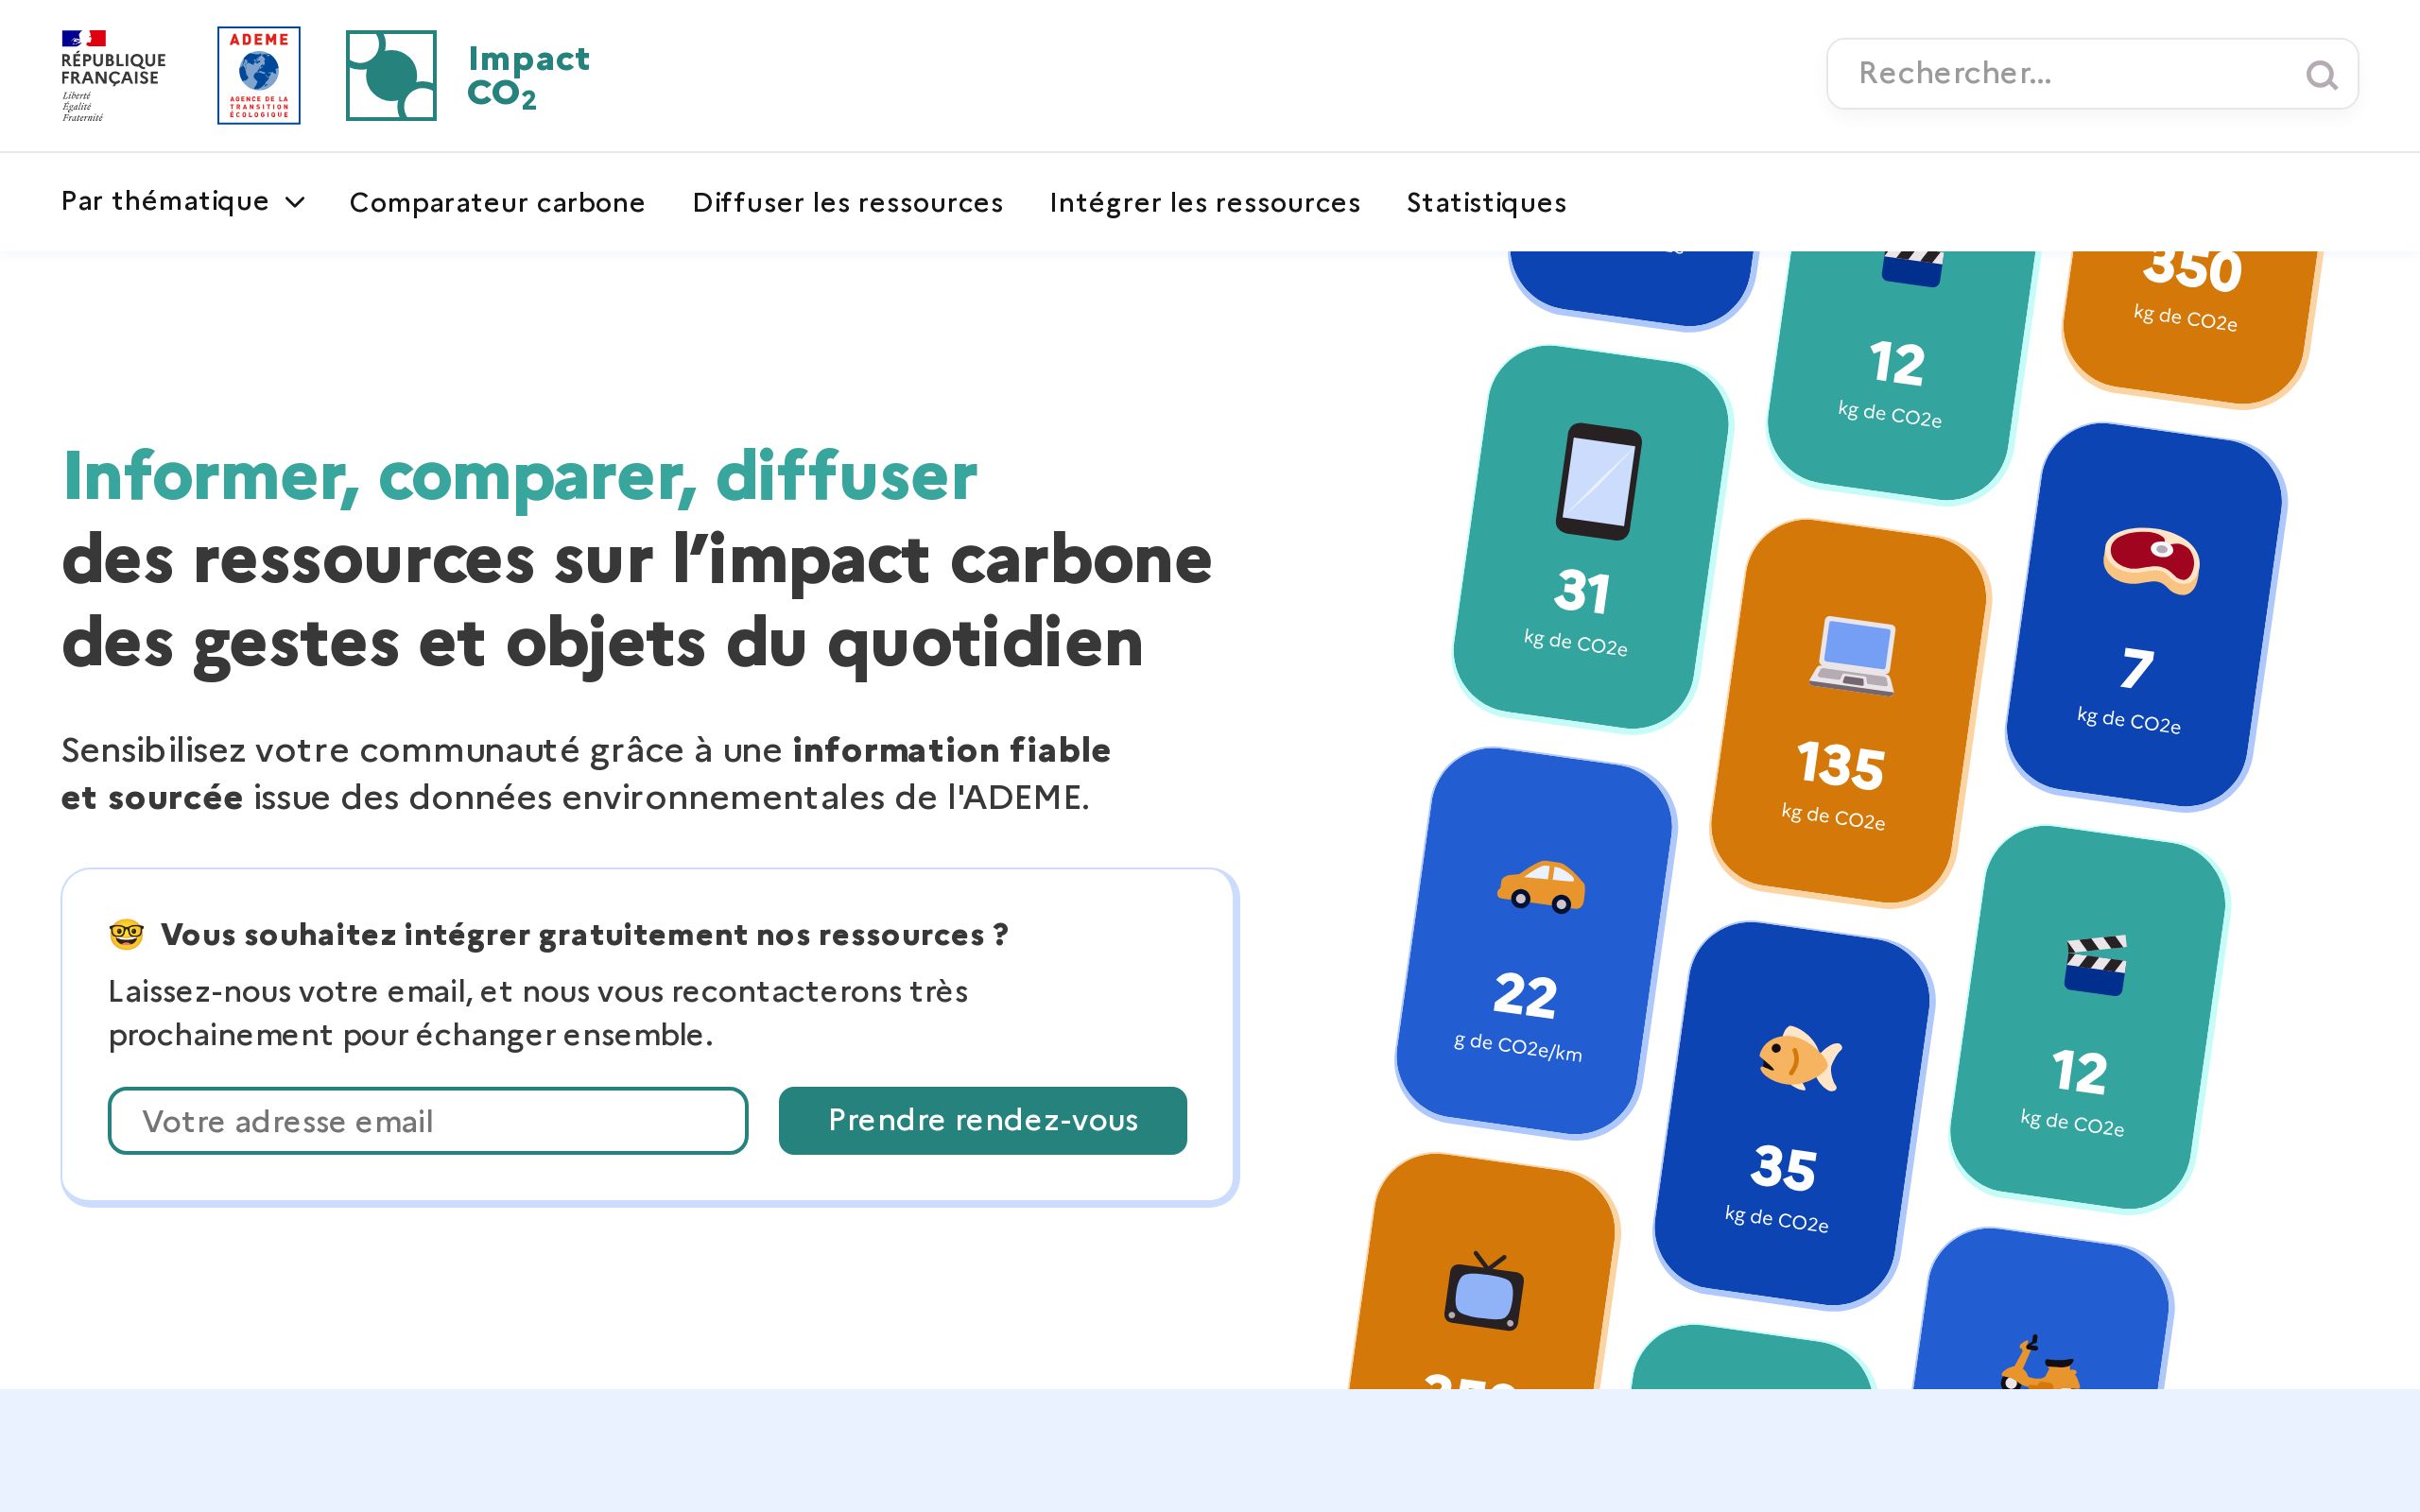 RÉPUBLIQUE
FRANÇAISE
Liberté
Égalité
Fraternité
ADEME
AGENCE DE LA
TRANSITION
ÉCOLOGIQUE
Impact
CO2
Rechercher...
Par thématique
Comparateur carbone
Diffuser les ressources
Intégrer les ressources
Statistiques
Informer, comparer, diffuser
des ressources sur l’impact carbone
des gestes et objets du quotidien
Sensibilisez votre communauté grâce à une information fiable
et sourcée issue des données environnementales de l'ADEME.
Vous souhaitez intégrer gratuitement nos ressources ?
Laissez-nous votre email, et nous vous recontacterons très
prochainement pour échanger ensemble.
Votre adresse email
Prendre rendez-vous
350
kg de CO2e
12
kg de CO2e
31
kg de CO2e
7
kg de CO2e
135
kg de CO2e
22
g de CO2e/km
12
kg de CO2e
35
kg de CO2e